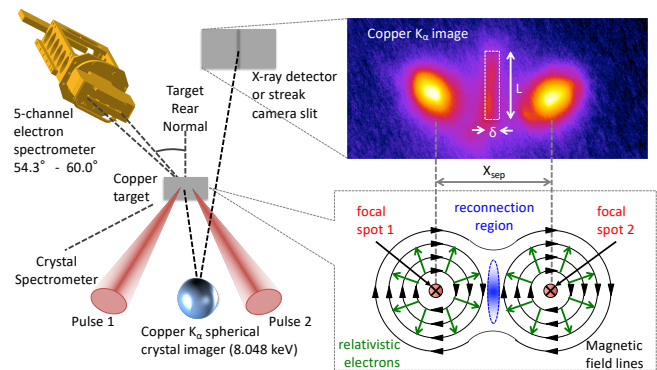 5-channel
electron
spectrometer
54.3° - 60.0°
Target
Rear
Normal
X-ray detector
or streak
camera slit
Copper
target
Crystal
Spectrometer
Pulse 1
Copper Kα spherical
crystal imager (8.048 keV)
Pulse 2
Copper Kα image
L
δ
Xsep
focal
spot 1
reconnection
region
focal
spot 2
relativistic
electrons
Magnetic
field lines